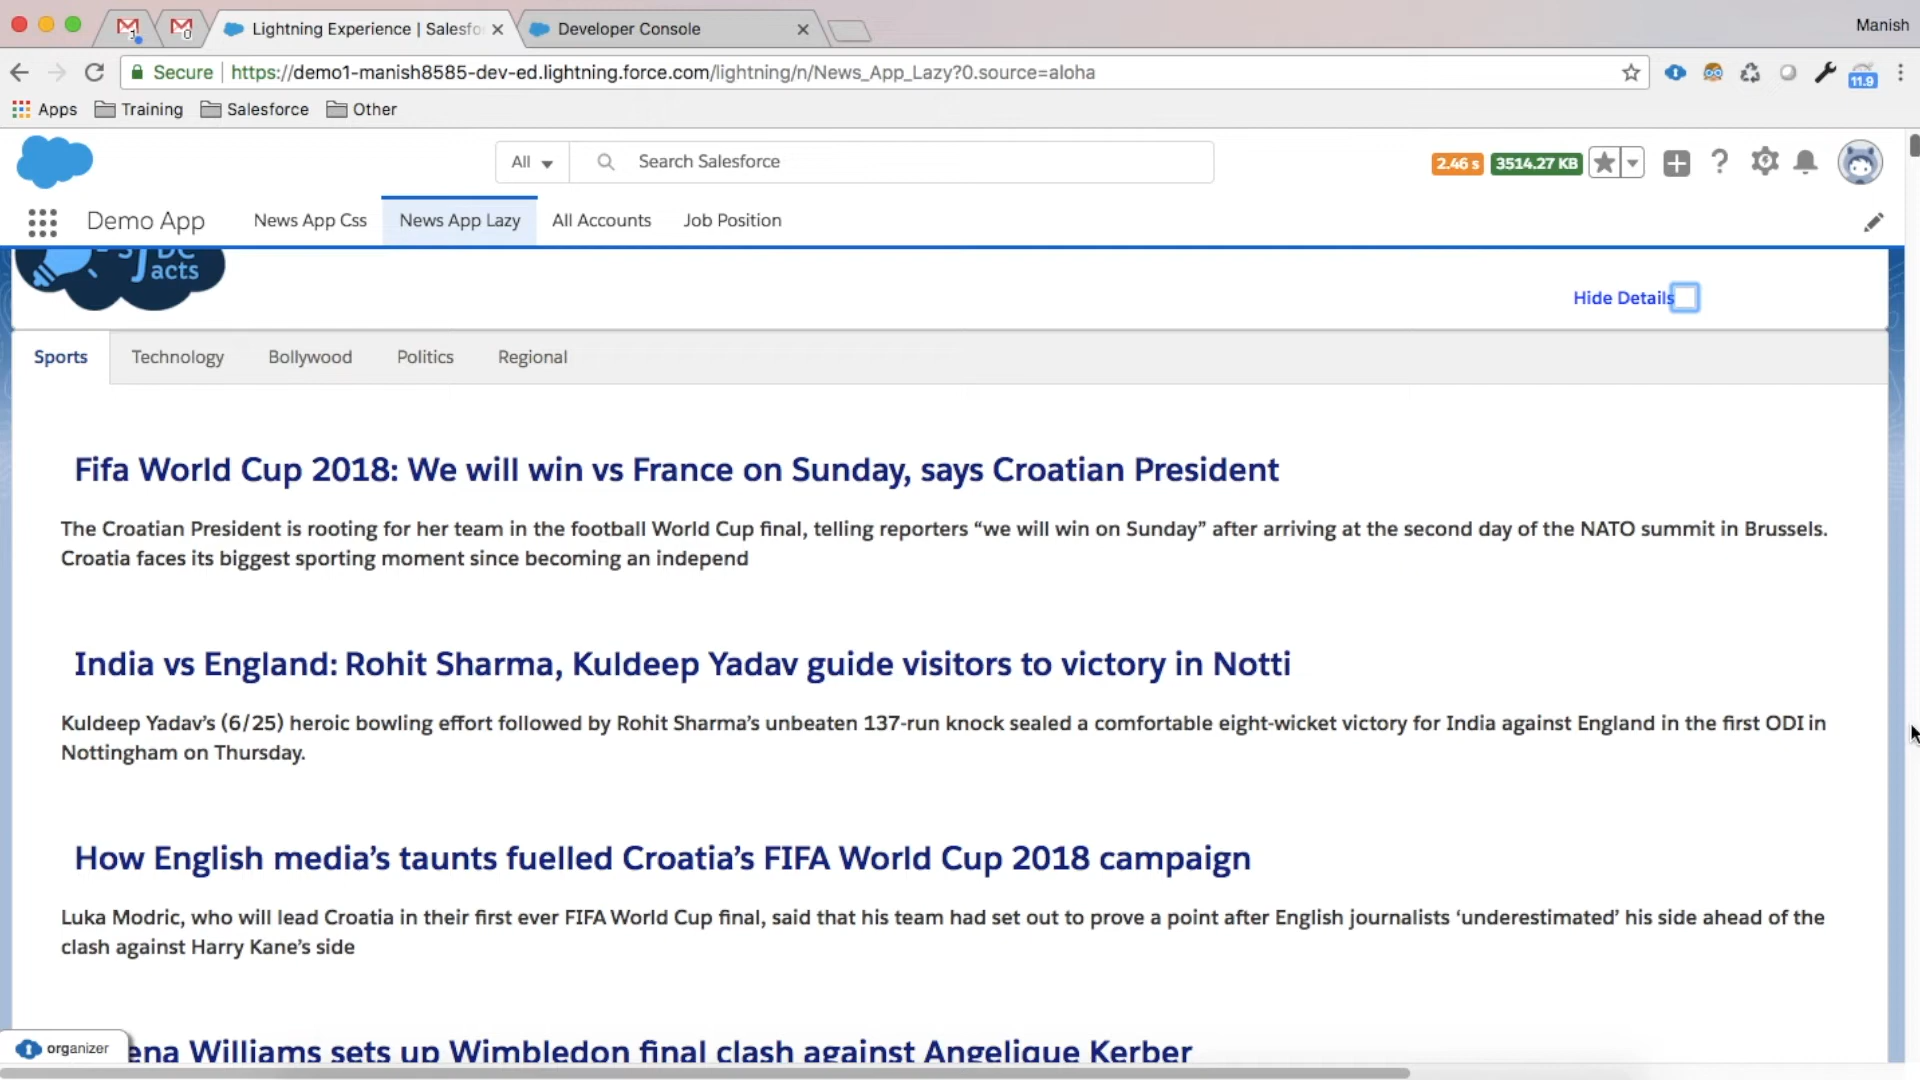 1
0
Lightning Experience | Salesfo
Developer Console
Manish
Secure
https://demo1-manish8585-dev-ed.lightning.force.com/lightning/n/News_App_Lazy?0.source=aloha
11.9
Apps
Training
Salesforce
Other
All
Search Salesforce
2.46 s
3514.27 KB
Demo App
News App Css
News App Lazy
All Accounts
Job Position
acts
Hide Details
Sports
Technology
Bollywood
Politics
Regional
Fifa World Cup 2018: We will win vs France on Sunday, says Croatian President
The Croatian President is rooting for her team in the football World Cup final, telling reporters “we will win on Sunday” after arriving at the second day of the NATO summit in Brussels.
Croatia faces its biggest sporting moment since becoming an independ
India vs England: Rohit Sharma, Kuldeep Yadav guide visitors to victory in Notti
Kuldeep Yadav’s (6/25) heroic bowling effort followed by Rohit Sharma’s unbeaten 137-run knock sealed a comfortable eight-wicket victory for India against England in the first ODI in
Nottingham on Thursday.
How English media’s taunts fuelled Croatia’s FIFA World Cup 2018 campaign
Luka Modric, who will lead Croatia in their first ever FIFA World Cup final, said that his team had set out to prove a point after English journalists ‘underestimated’ his side ahead of the
clash against Harry Kane’s side
ena Williams sets up Wimbledon final clash against Angelique Kerber
organizer